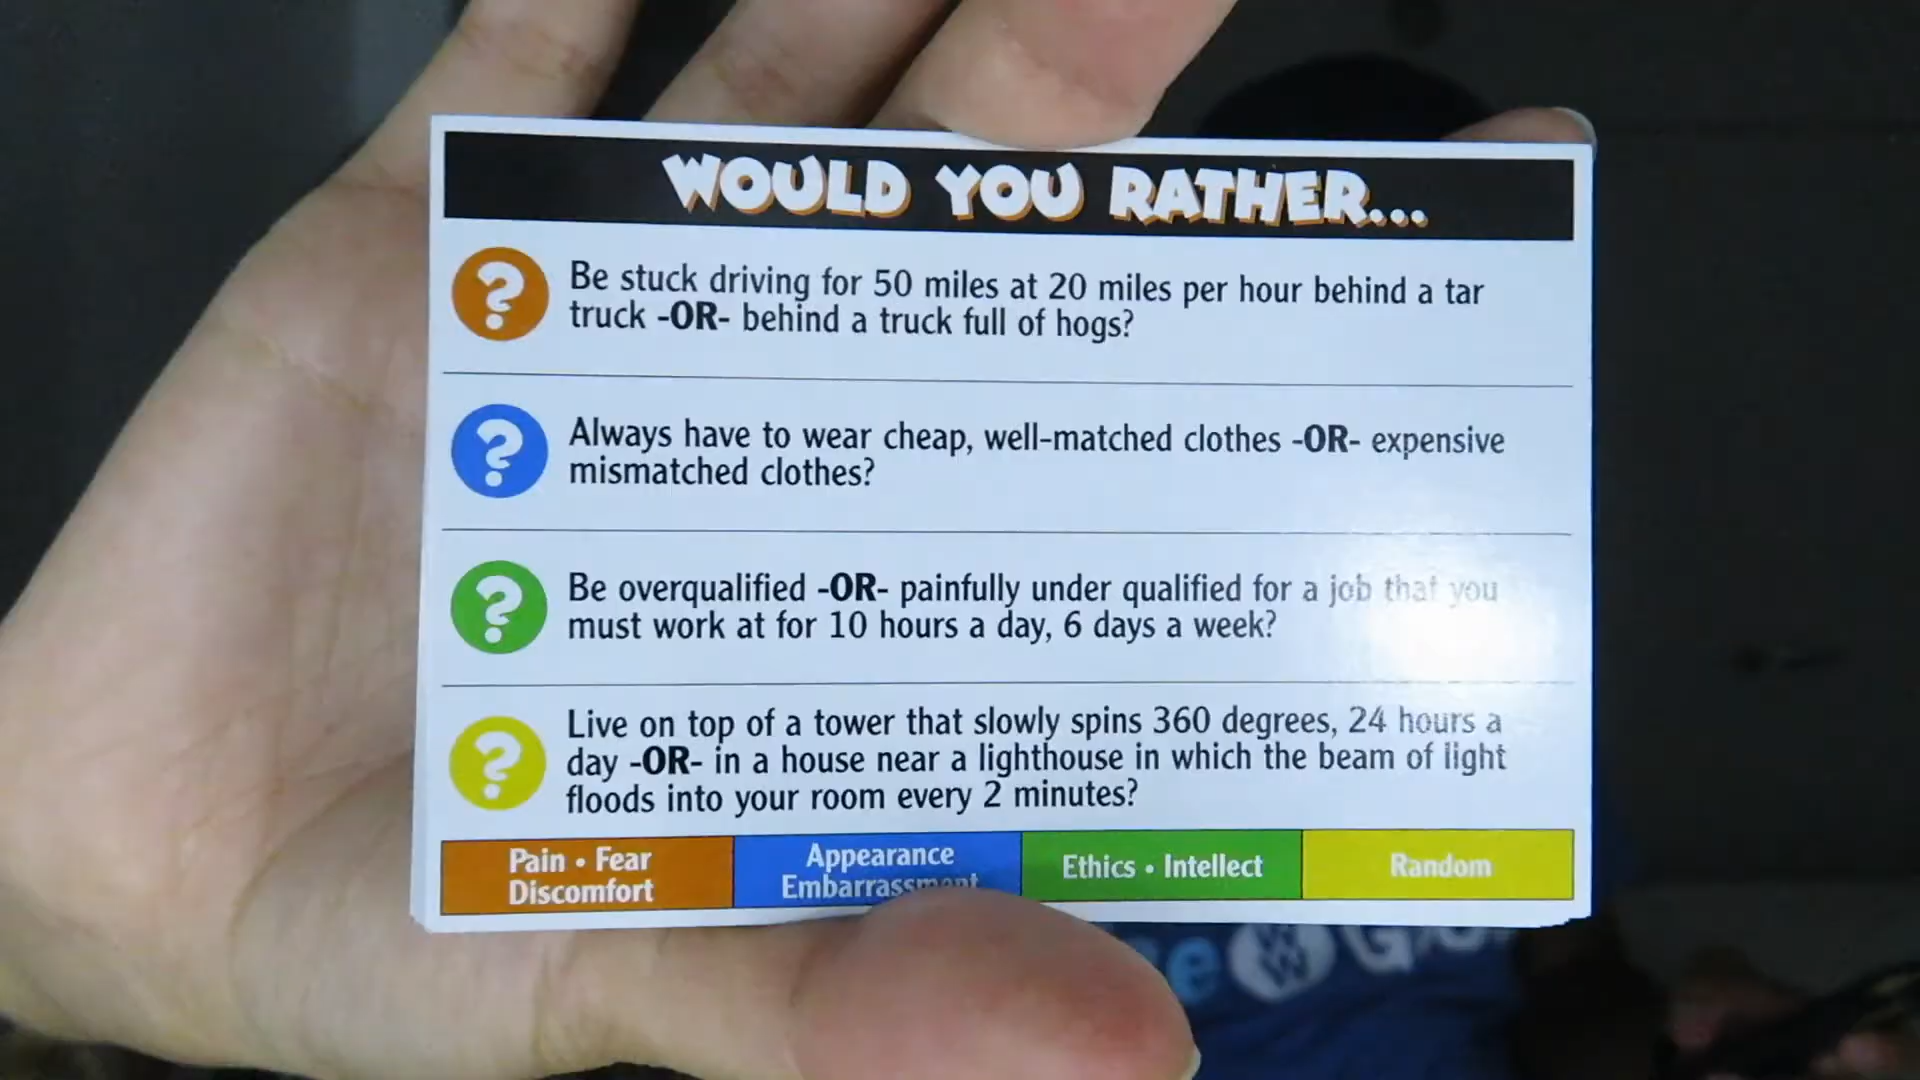 WOULD YOU RATHER...
Be stuck driving for 50 miles at 20 miles per hour behind a tar
truck -OR- behind a truck full of hogs?
Always have to wear cheap, well-matched clothes -OR- expensive
mismatched clothes?
Be overqualified -OR- painfully under qualified for a job that you
must work at for 10 hours a day, 6 days a week?
Live on top of a tower that slowly spins 360 degrees, 24 hours a
day -OR- in a house near a lighthouse in which the beam of light
floods into your room every 2 minutes?
Pain • Fear
Discomfort
Appearance
Embarrassment
Ethics • Intellect
Random